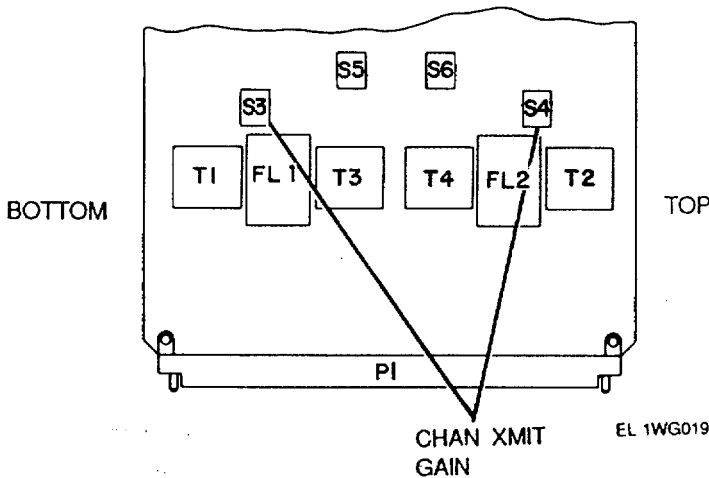 S5
S6
S3
S4
T1
FL 1
T3
T4
FL2
T2
BOTTOM
TOP
P1
CHAN XMIT
GAIN
EL 1WG019